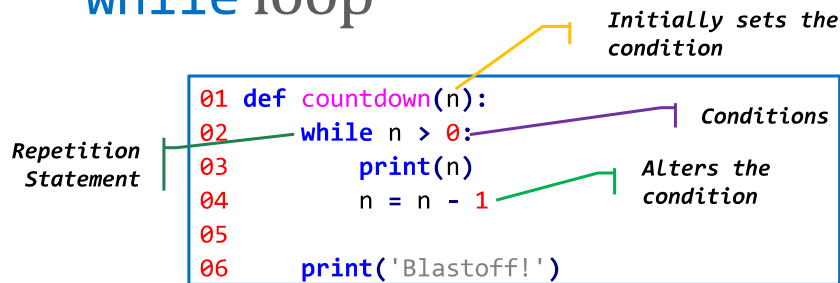 while loop
Initially sets the
condition
01 def countdown(n):
02     while n > 0:
Conditions
Repetition
Statement
03         print(n)
Alters the
condition
04         n = n - 1
05
06     print('Blastoff!')